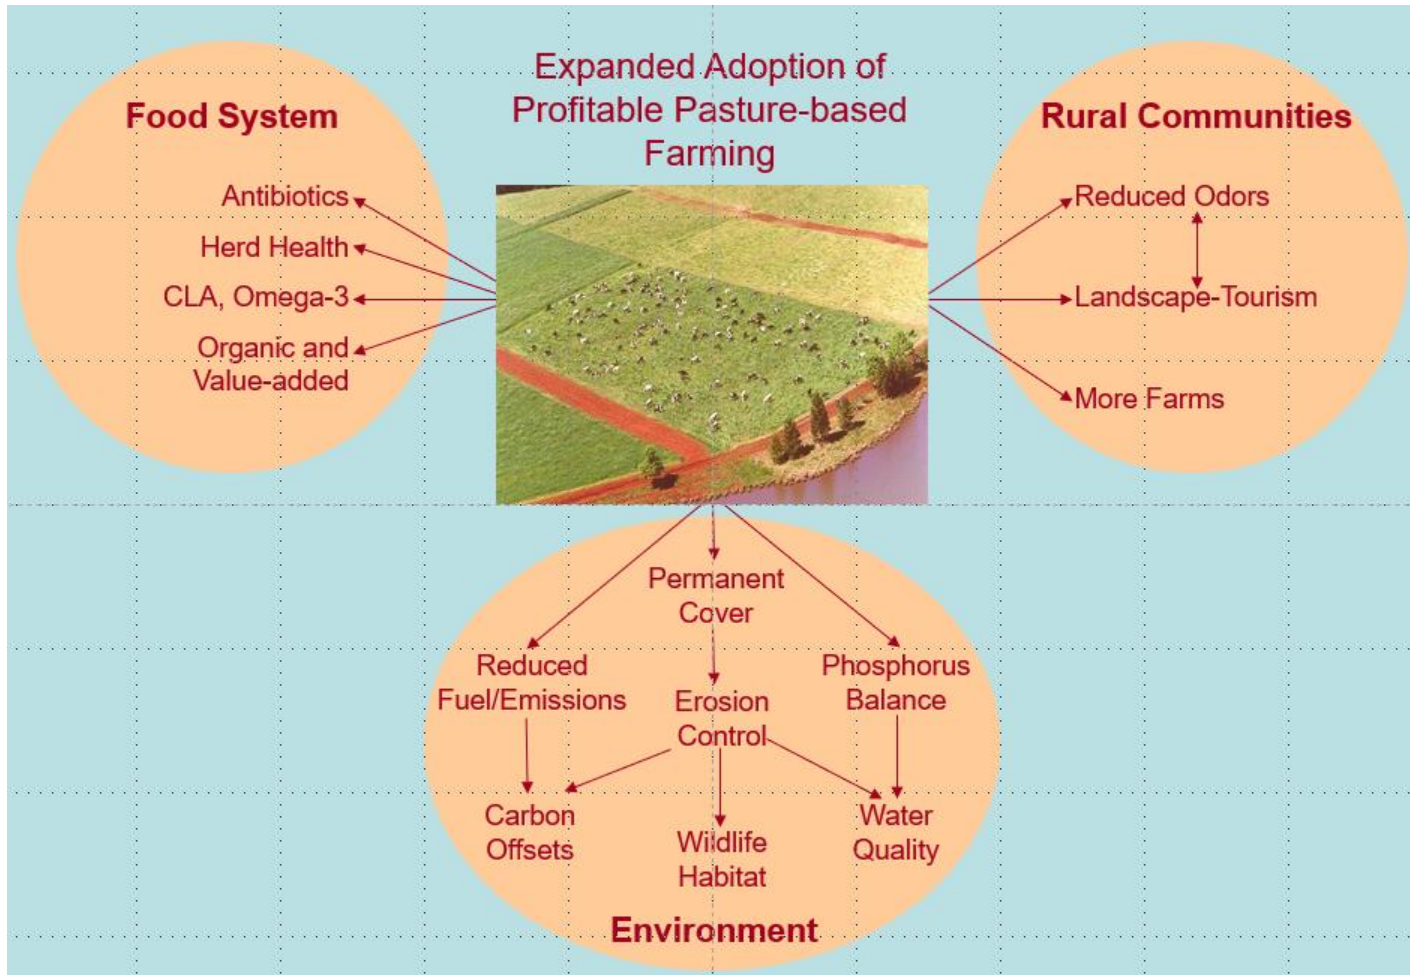 Expanded Adoption of
Profitable Pasture-based
Farming
Food System
Antibiotics
Herd Health
CLA, Omega-3
Organic and
Value-added
Rural Communities
Reduced Odors
Landscape-Tourism
More Farms
Permanent
Cover
Reduced
Fuel/Emissions
Erosion
Control
Phosphorus
Balance
Carbon
Offsets
Wildlife
Habitat
Water
Quality
Environment